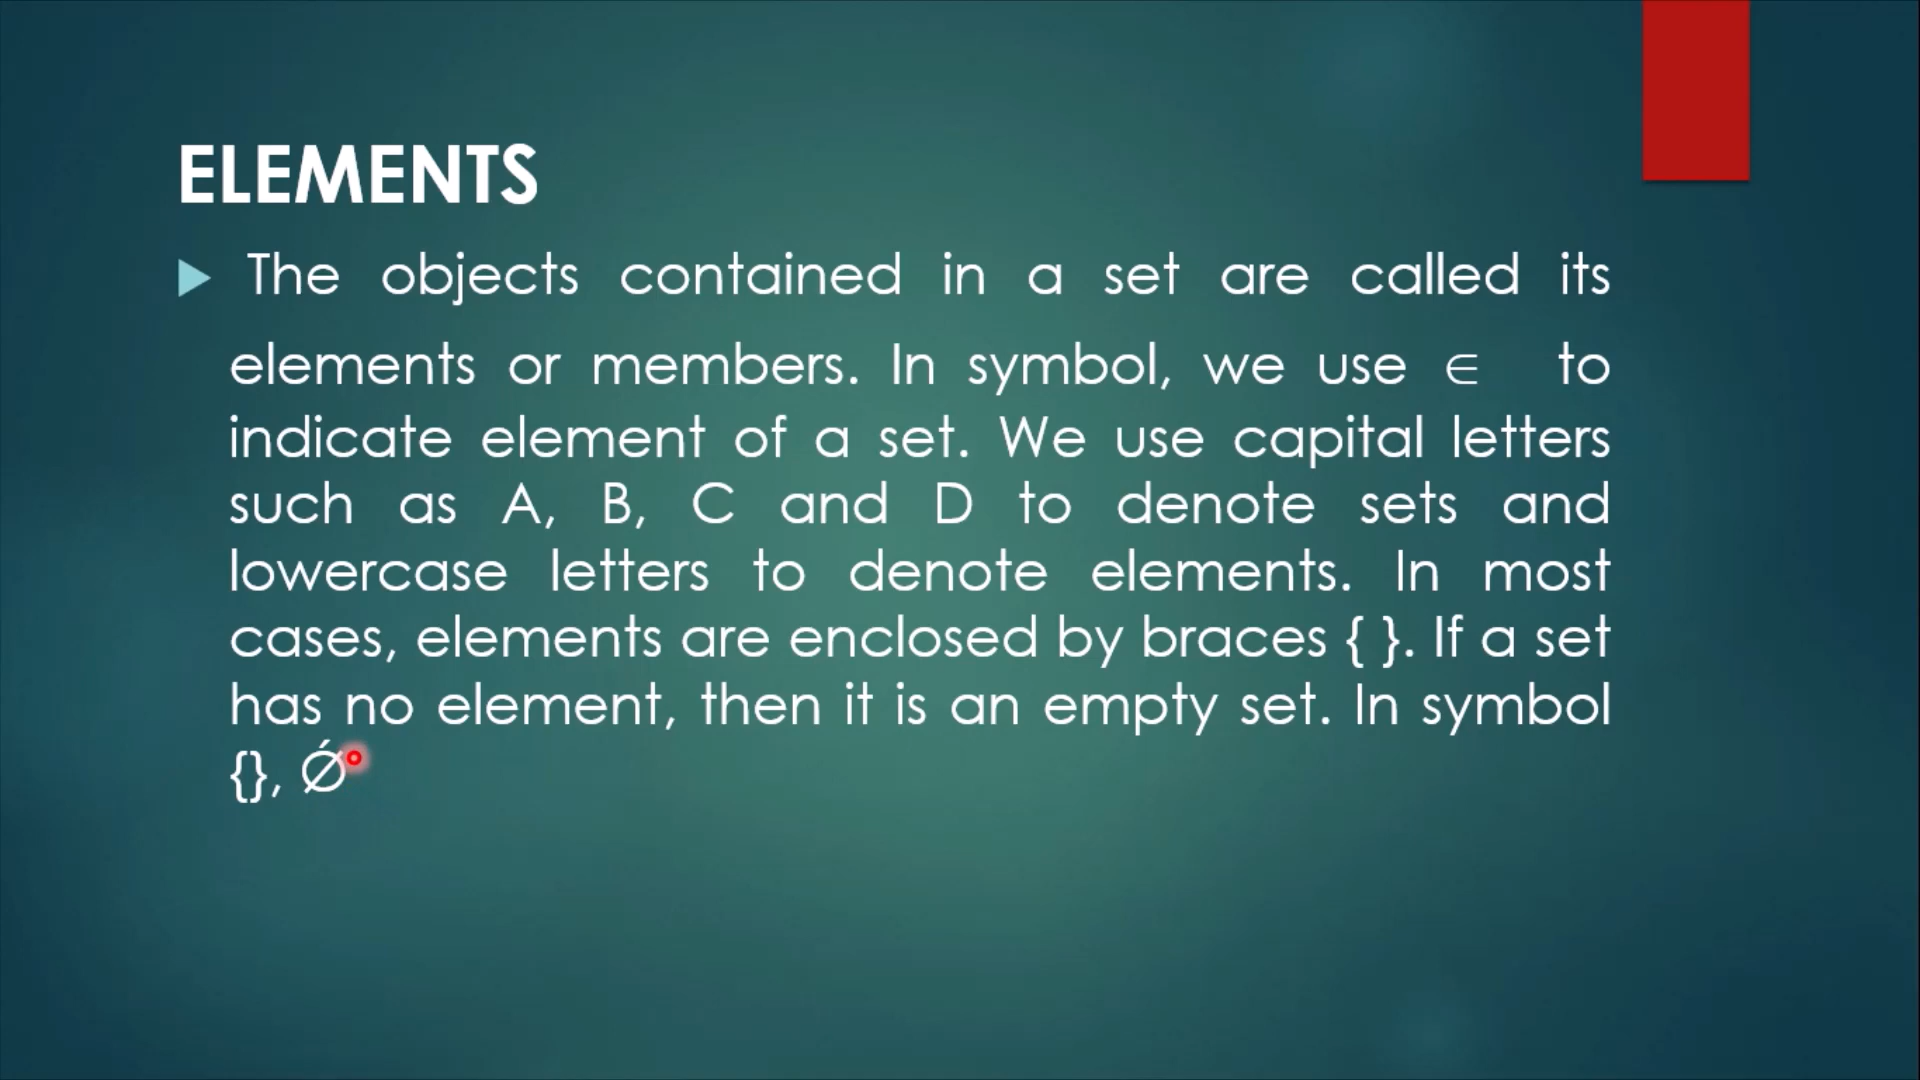 ELEMENTS
The objects contained in a set are called its
elements or members. In symbol, we use ∈ to
indicate element of a set. We use capital letters
such as A, B, C and D to denote sets and
lowercase letters to denote elements. In most
cases, elements are enclosed by braces { }. If a set
has no element, then it is an empty set. In symbol
{}, Ǿ